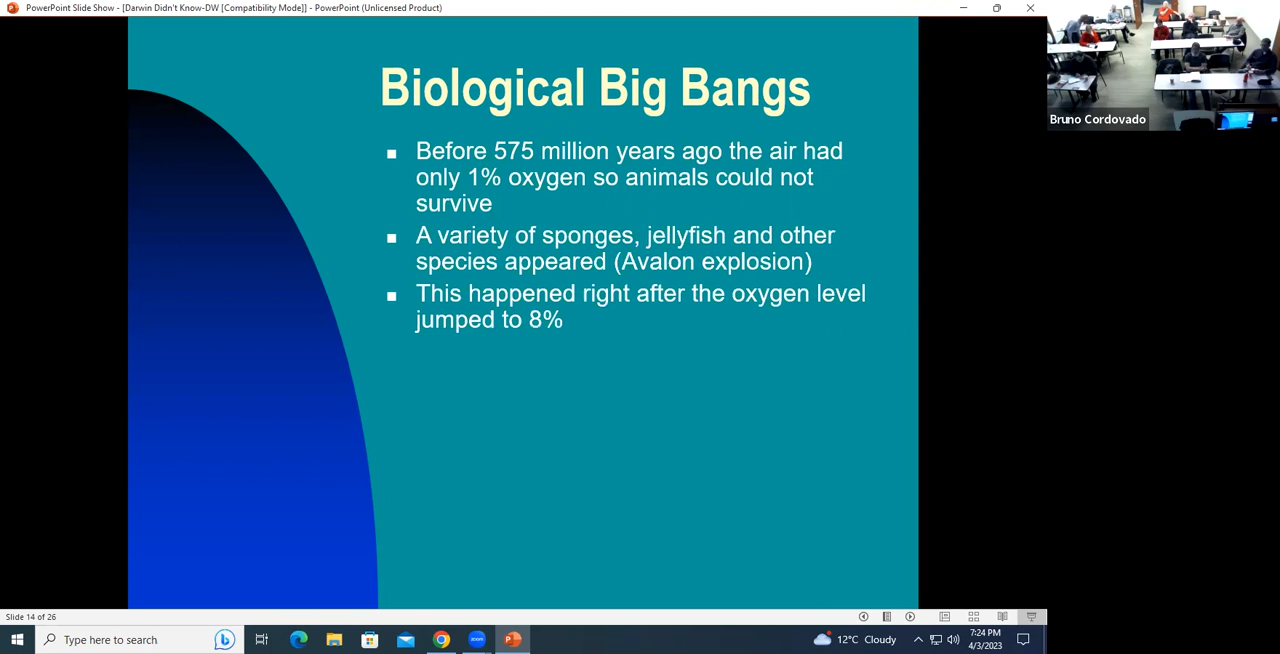 PowerPoint Slide Show - [Darwin Didn't Know-DW [Compatibility Mode]] - PowerPoint (Unlicensed Product)
Biological Big Bangs
Before 575 million years ago the air had
only 1% oxygen so animals could not
survive
A variety of sponges, jellyfish and other
species appeared (Avalon explosion)
This happened right after the oxygen level
jumped to 8%
Bruno Cordovado
Slide 14 of 26
Type here to search
zoom
12°C Cloudy
7:24 PM
4/3/2023